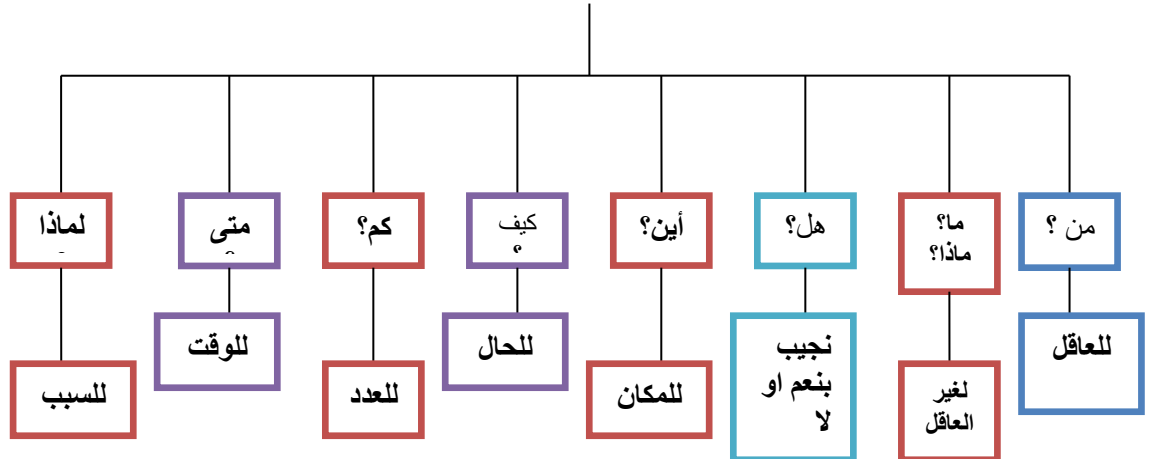 من ؟
ما؟
ماذا؟
هل؟
أين؟
كيف
؟
كم؟
متى
لماذا
للعاقل
لغير
العاقل
نجيب
بنعم او
لا
للمكان
للحال
للعدد
للوقت
للسبب